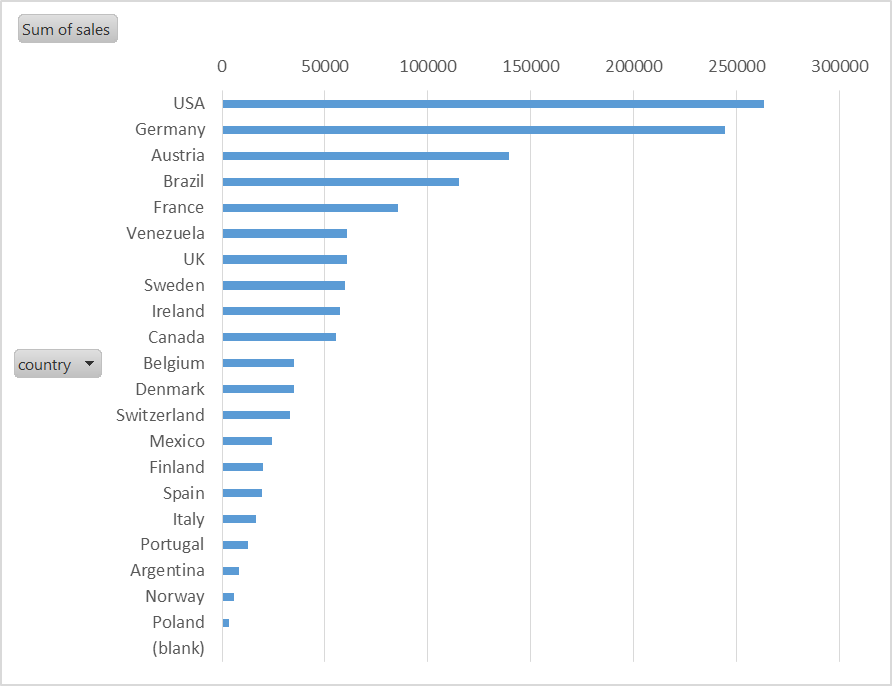 Sum of sales
0 50000 100000 150000 200000 250000 300000
USA
Germany
Austria
Brazil
France
Venezuela
UK
Sweden
Ireland
Canada
country
Belgium
Denmark
Switzerland
Mexico
Finland
Spain
Italy
Portugal
Argentina
Norway
Poland
(blank)